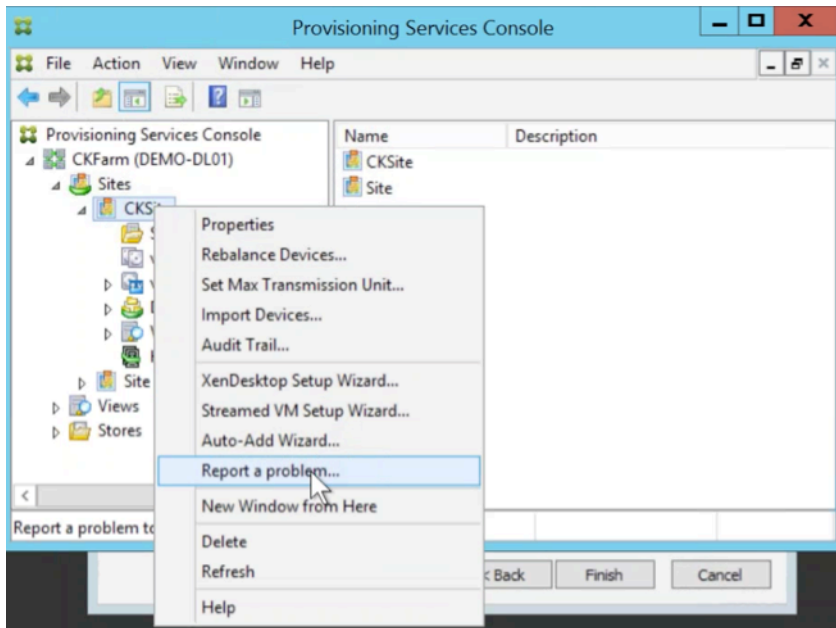 Provisioning Services Console
File Action View Window Help
Provisioning Services Console
CKFarm (DEMO-DL01)
Sites
CKSit
Site
Views
Stores
Name Description
CKSite
Site
Properties
Rebalance Devices...
Set Max Transmission Unit...
Import Devices...
Audit Trail...
XenDesktop Setup Wizard...
Streamed VM Setup Wizard...
Auto-Add Wizard...
Report a problem...
New Window from Here
Delete
Refresh
Help
Report a problem to
< Back Finish Cancel